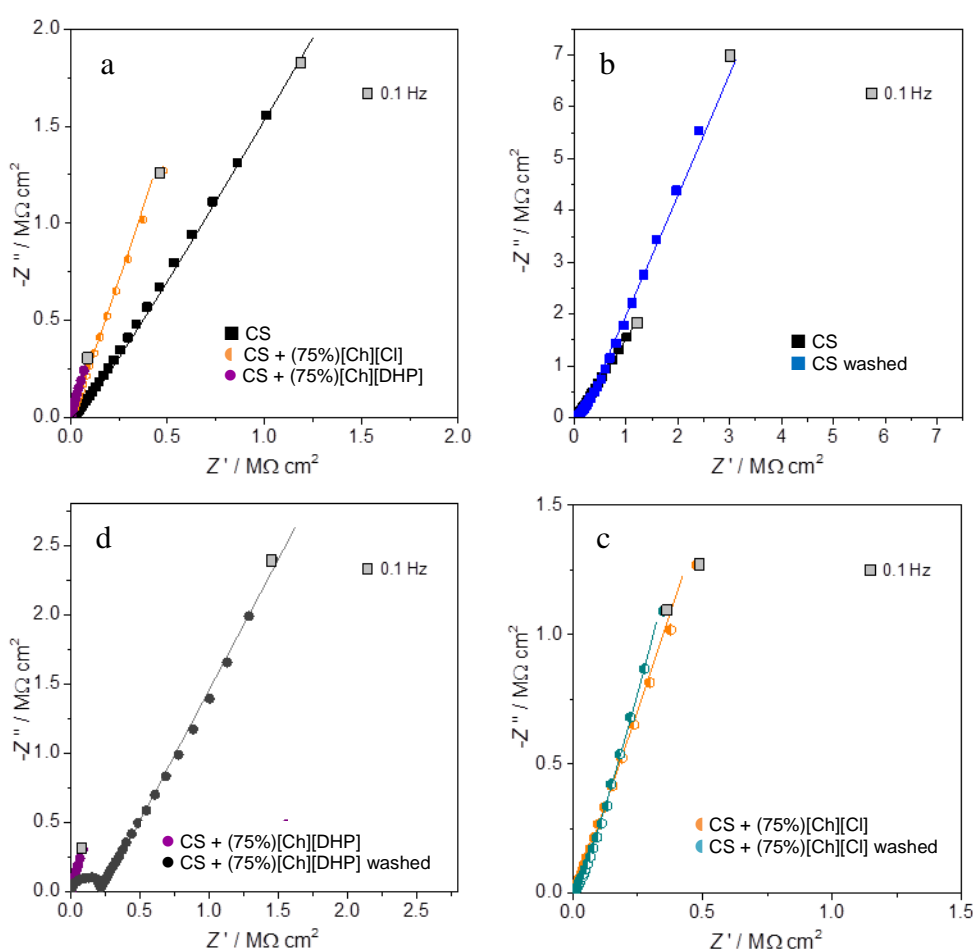 a
2.0
1.5
1.0
0.5
0.0
-Z'' / MΩ cm²
0.1 Hz
CS
CS + (75%)[Ch][Cl]
CS + (75%)[Ch][DHP]
0.0 0.5 1.0 1.5 2.0
Z' / MΩ cm²
b
7
6
5
4
3
2
1
0
-Z'' / MΩ cm²
0.1 Hz
CS
CS washed
0 1 2 3 4 5 6 7
Z' / MΩ cm²
d
2.5
2.0
1.5
1.0
0.5
0.0
-Z'' / MΩ cm²
0.1 Hz
CS + (75%)[Ch][DHP]
CS + (75%)[Ch][DHP] washed
0.0 0.5 1.0 1.5 2.0 2.5
Z' / MΩ cm²
c
1.5
1.0
0.5
0.0
-Z'' / MΩ cm²
0.1 Hz
CS + (75%)[Ch][Cl]
CS + (75%)[Ch][Cl] washed
0.0 0.5 1.0 1.5
Z' / MΩ cm²